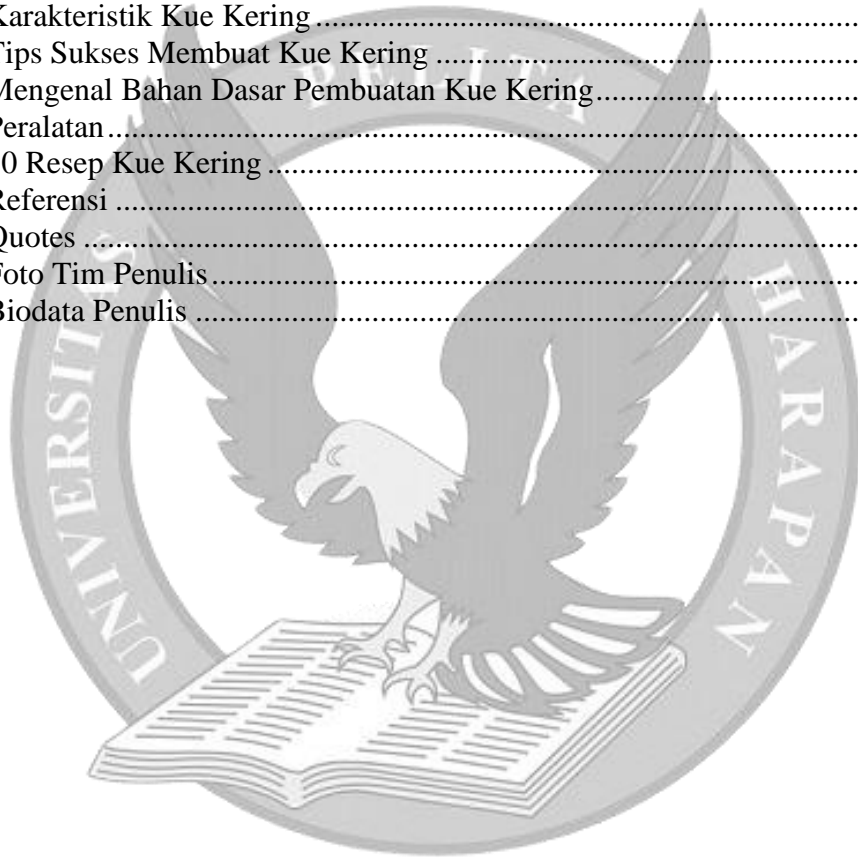 Karakteristik Kue Kering ........................................................................
Tips Sukses Membuat Kue Kering ........................................................
Mengenal Bahan Dasar Pembuatan Kue Kering....................................
Peralatan..................................................................................................
0 Resep Kue Kering ..............................................................................
Referensi .................................................................................................
Quotes .....................................................................................................
Foto Tim Penulis.....................................................................................
Biodata Penulis .......................................................................................
UNIVERSITAS PELITA HARAPAN